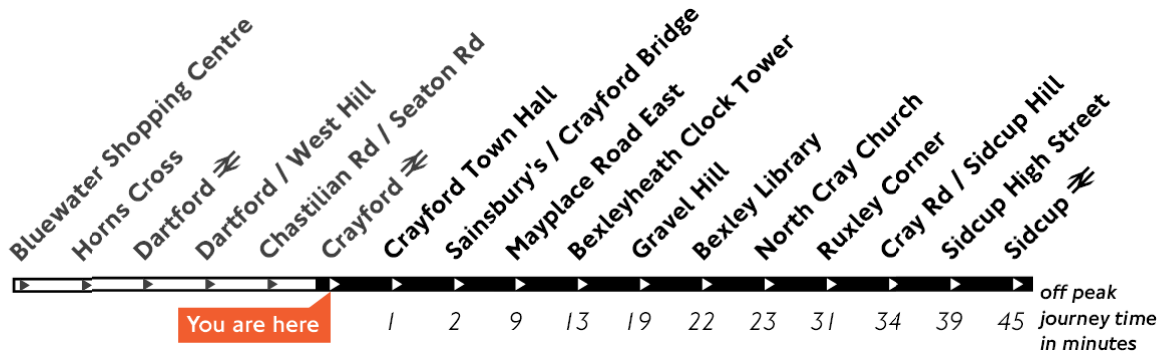 Bluewater Shopping Centre
Horns Cross
Dartford
Dartford / West Hill
Chastilian Rd / Seaton Rd
Crayford
Crayford Town Hall
Sainsbury's / Crayford Bridge
Mayplace Road East
Bexleyheath Clock Tower
Gravel Hill
Bexley Library
North Cray Church
Ruxley Corner
Cray Rd / Sidcup Hill
Sidcup High Street
Sidcup
You are here
1 2 9 13 19 22 23 31 34 39 45
off peak
journey time
in minutes